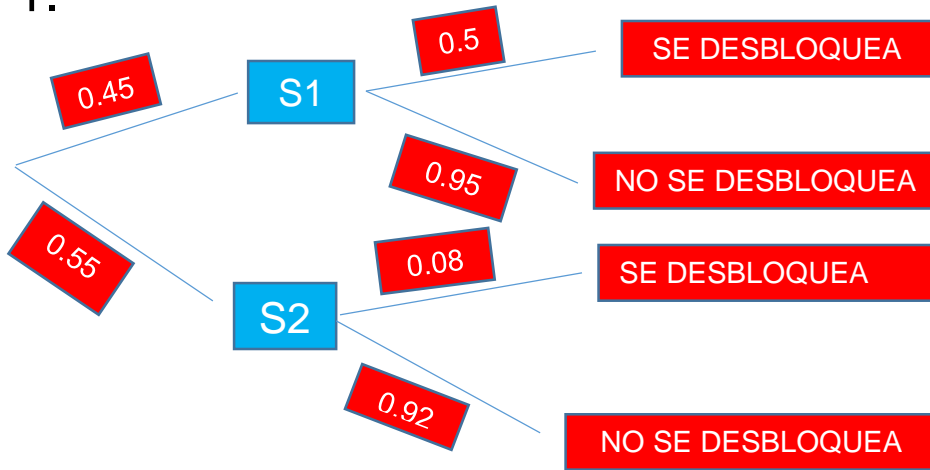 0.5
SE DESBLOQUEA
0.45
S1
0.95
NO SE DESBLOQUEA
0.55
0.08
SE DESBLOQUEA
S2
0.92
NO SE DESBLOQUEA